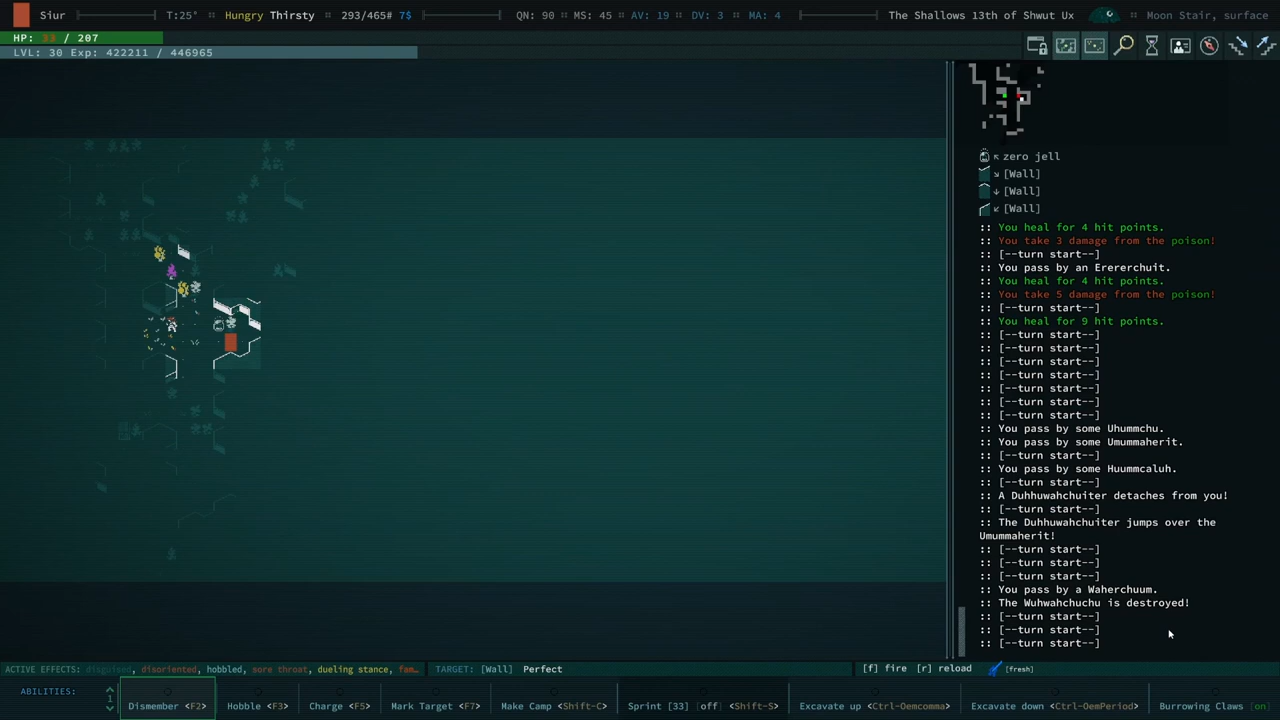 Siur T:25° :: Hungry Thirsty :: 293/465# 7$ QN: 90 :: MS: 45 :: AV: 19 :: DV: 3 :: MA: 4 The Shallows 13th of Shwut Ux :: Moon Stair, surface
HP: 33 / 207
LVL: 30 Exp: 422211 / 446965
zero jell
[Wall]
[Wall]
[Wall]
:: You heal for 4 hit points.
:: You take 3 damage from the poison!
:: [--turn start--]
:: You pass by an Erererchuit.
:: You heal for 4 hit points.
:: You take 5 damage from the poison!
:: [--turn start--]
:: You heal for 9 hit points.
:: [--turn start--]
:: [--turn start--]
:: [--turn start--]
:: [--turn start--]
:: [--turn start--]
:: [--turn start--]
:: [--turn start--]
:: You pass by some Uhummchu.
:: You pass by some Umummaherit.
:: [--turn start--]
:: You pass by some Huummcaluh.
:: [--turn start--]
:: A Duhhuwahchuiter detaches from you!
:: [--turn start--]
:: The Duhhuwahchuiter jumps over the
Umummaherit!
:: [--turn start--]
:: [--turn start--]
:: [--turn start--]
:: You pass by a Waherchuum.
:: The Wuhwahchuchu is destroyed!
:: [--turn start--]
:: [--turn start--]
:: [--turn start--]
ACTIVE EFFECTS: disguised, disoriented, hobbled, sore throat, dueling stance, fam… TARGET: [Wall] Perfect [f] fire [r] reload [fresh]
ABILITIES: 1 Dismember <F2> Hobble <F3> Charge <F5> Mark Target <F7> Make Camp <Shift-C> Sprint [33] [off] <Shift-S> Excavate up <Ctrl-Oemcomma> Excavate down <Ctrl-OemPeriod> Burrowing Claws [on]